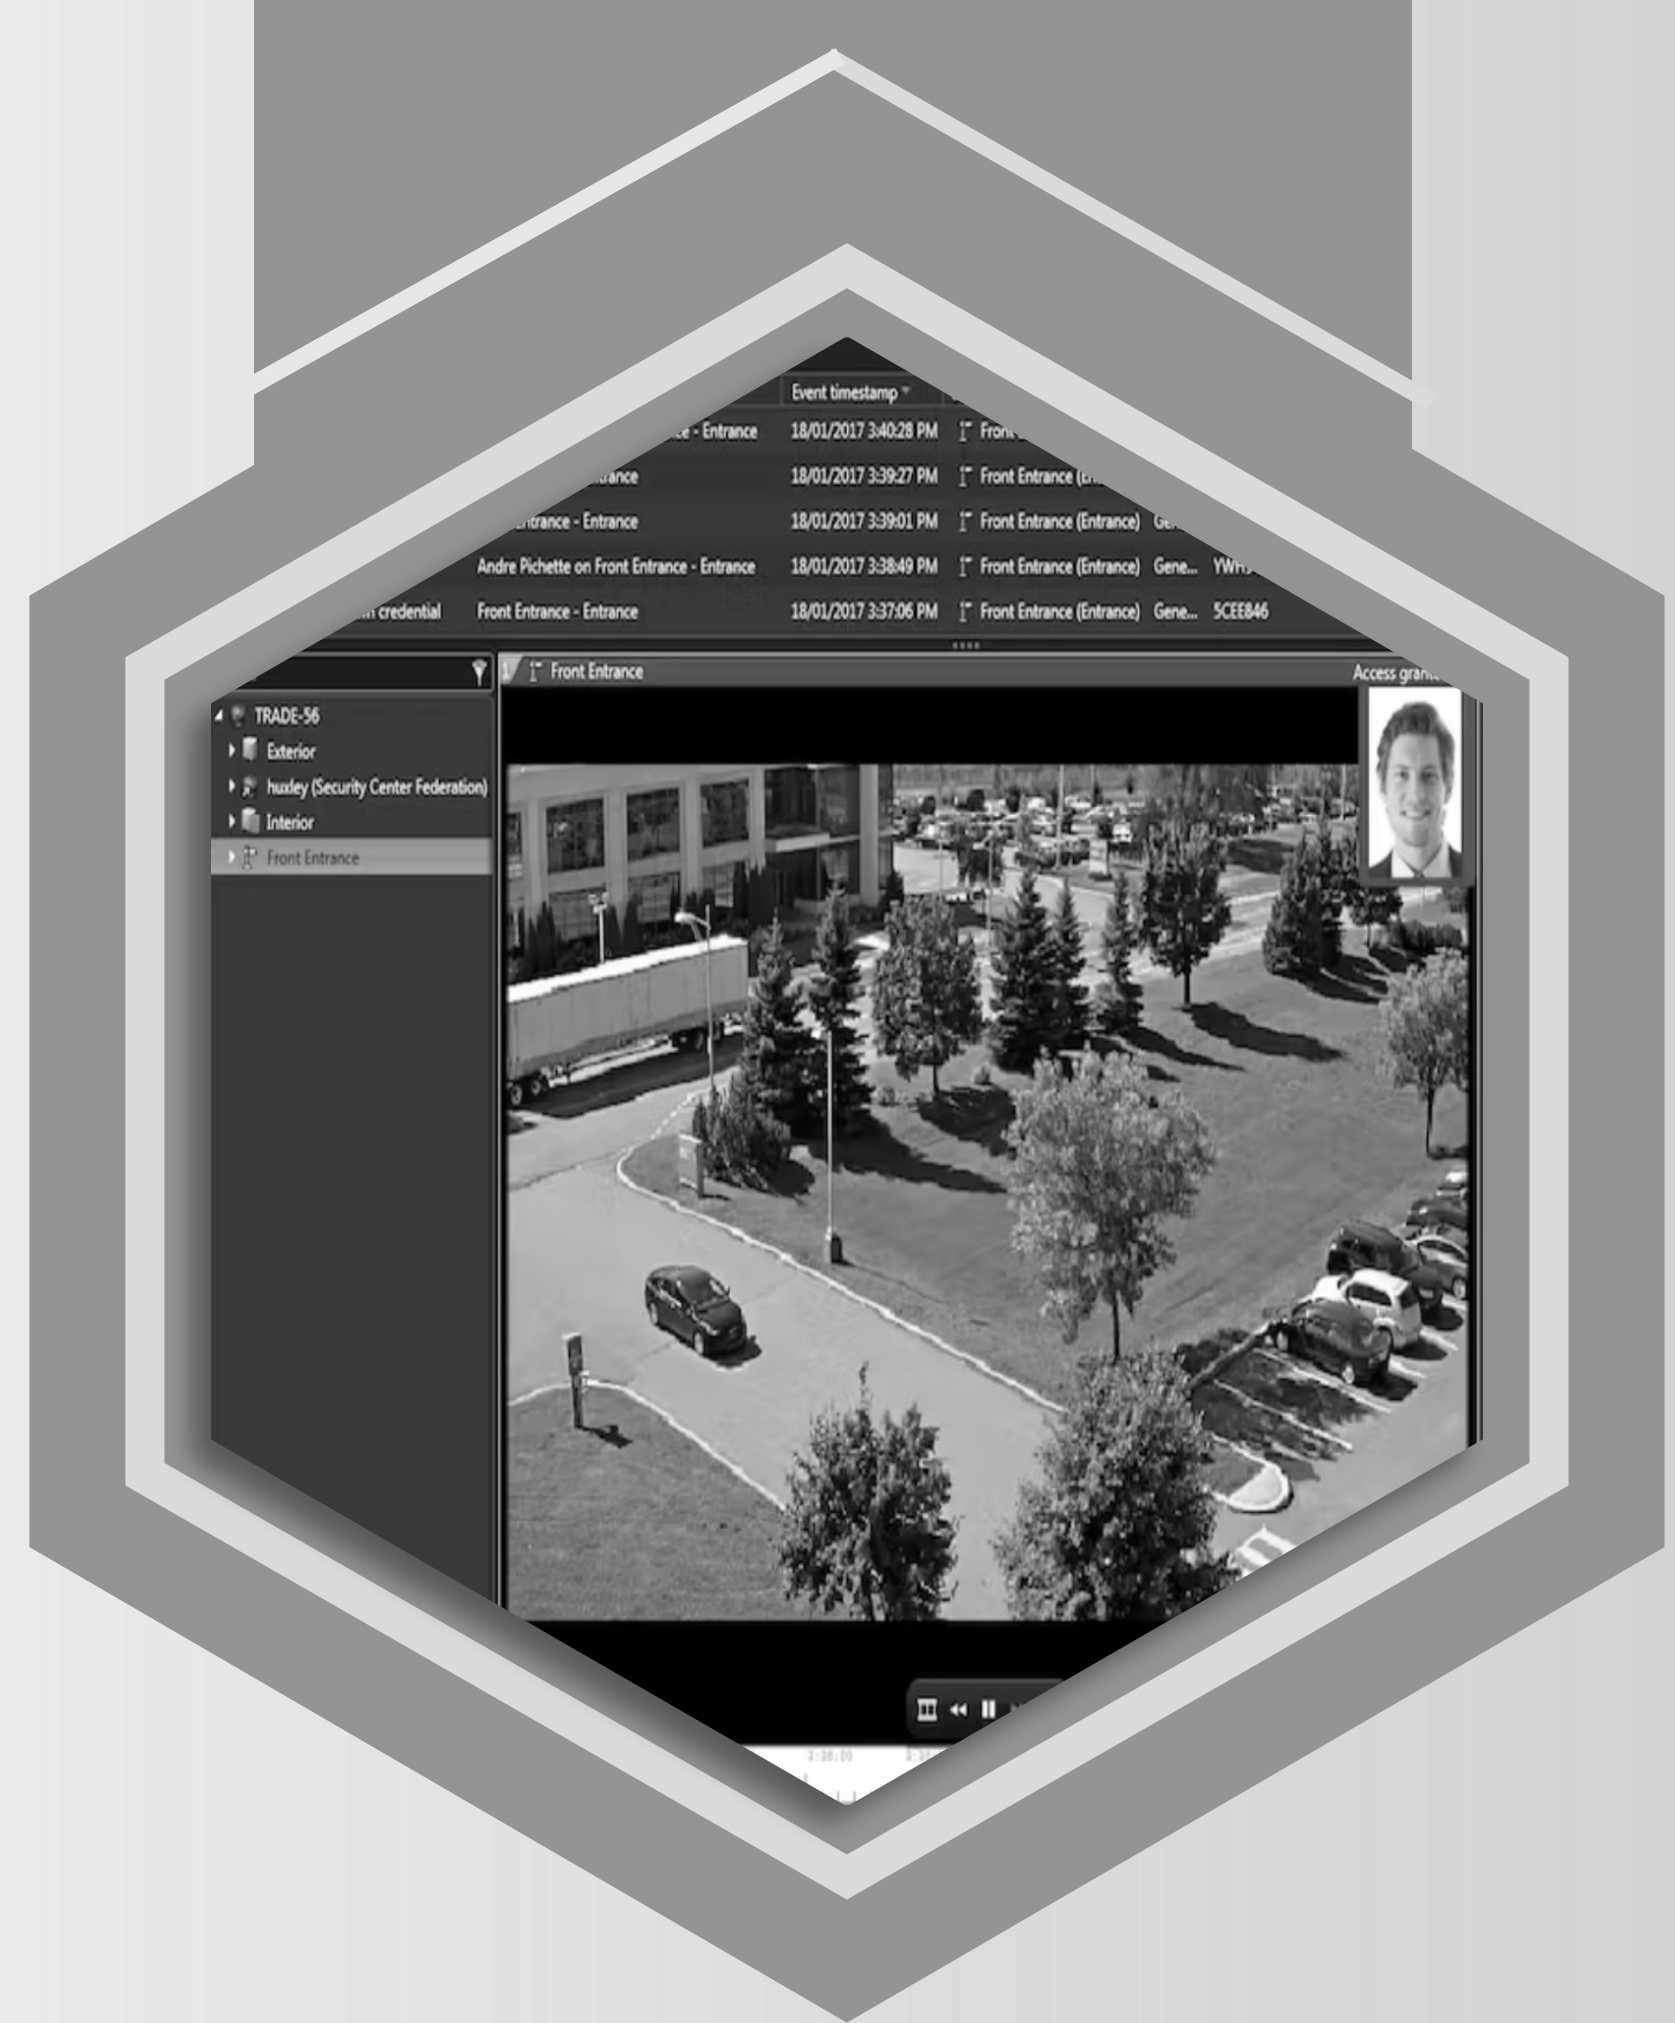 Event timestamp
- Entrance 18/01/2017 3:40:28 PM
18/01/2017 3:39:27 PM Front Entrance
- Entrance 18/01/2017 3:39:01 PM Front Entrance (Entrance)
Andre Pichette on Front Entrance - Entrance 18/01/2017 3:38:49 PM Front Entrance (Entrance) Gene...
credential Front Entrance - Entrance 18/01/2017 3:37:06 PM Front Entrance (Entrance) Gene... 5CEE846
1 Front Entrance Access
TRADE-56
Exterior
huxley (Security Center Federation)
Interior
Front Entrance